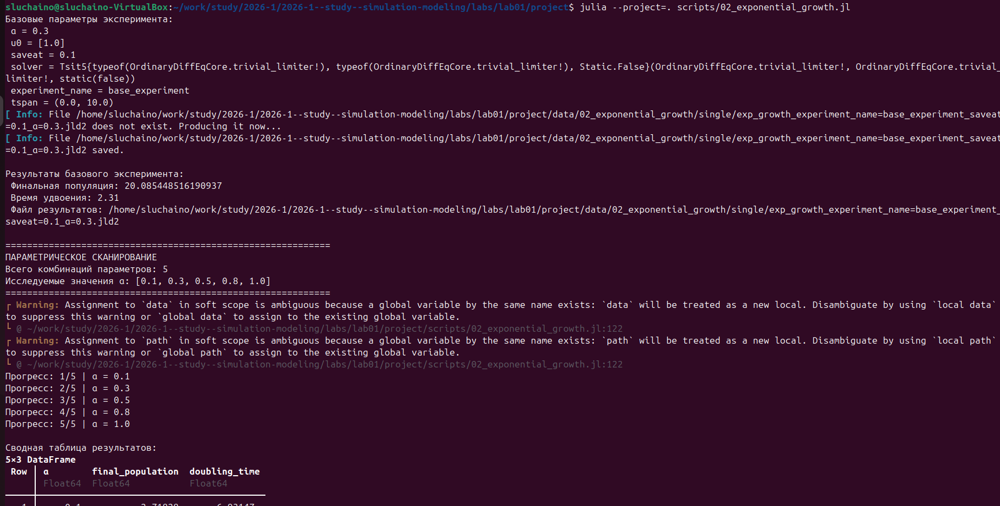 sluchaino@sluchaino-VirtualBox:~/work/study/2026-1/2026-1--study--simulation-modeling/labs/lab01/project$ julia --project=. scripts/02_exponential_growth.jl
Базовые параметры эксперимента:
α = 0.3
u0 = [1.0]
saveat = 0.1
solver = Tsit5{typeof(OrdinaryDiffEqCore.trivial_limiter!), typeof(OrdinaryDiffEqCore.trivial_limiter!), Static.False}(OrdinaryDiffEqCore.trivial_limiter!, OrdinaryDiffEqCore.trivial_
limiter!, static(false))
experiment_name = base_experiment
tspan = (0.0, 10.0)
[ Info: File /home/sluchaino/work/study/2026-1/2026-1--study--simulation-modeling/labs/lab01/project/data/02_exponential_growth/single/exp_growth_experiment_name=base_experiment_saveat
=0.1_α=0.3.jld2 does not exist. Producing it now...
[ Info: File /home/sluchaino/work/study/2026-1/2026-1--study--simulation-modeling/labs/lab01/project/data/02_exponential_growth/single/exp_growth_experiment_name=base_experiment_saveat
=0.1_α=0.3.jld2 saved.
Результаты базового эксперимента:
Финальная популяция: 20.085448516190937
Время удвоения: 2.31
Файл результатов: /home/sluchaino/work/study/2026-1/2026-1--study--simulation-modeling/labs/lab01/project/data/02_exponential_growth/single/exp_growth_experiment_name=base_experiment_
saveat=0.1_α=0.3.jld2
============================================================
ПАРАМЕТРИЧЕСКОЕ СКАНИРОВАНИЕ
Всего комбинаций параметров: 5
Исследуемые значения α: [0.1, 0.3, 0.5, 0.8, 1.0]
============================================================
┌ Warning: Assignment to `data` in soft scope is ambiguous because a global variable by the same name exists: `data` will be treated as a new local. Disambiguate by using `local data`
to suppress this warning or `global data` to assign to the existing global variable.
└ @ ~/work/study/2026-1/2026-1--study--simulation-modeling/labs/lab01/project/scripts/02_exponential_growth.jl:122
┌ Warning: Assignment to `path` in soft scope is ambiguous because a global variable by the same name exists: `path` will be treated as a new local. Disambiguate by using `local path`
to suppress this warning or `global path` to assign to the existing global variable.
└ @ ~/work/study/2026-1/2026-1--study--simulation-modeling/labs/lab01/project/scripts/02_exponential_growth.jl:122
Прогресс: 1/5 | α = 0.1
Прогресс: 2/5 | α = 0.3
Прогресс: 3/5 | α = 0.5
Прогресс: 4/5 | α = 0.8
Прогресс: 5/5 | α = 1.0
Сводная таблица результатов:
5×3 DataFrame
Row │ α final_population doubling_time
Float64 Float64 Float64
1 0.1 2.71828 6.93147